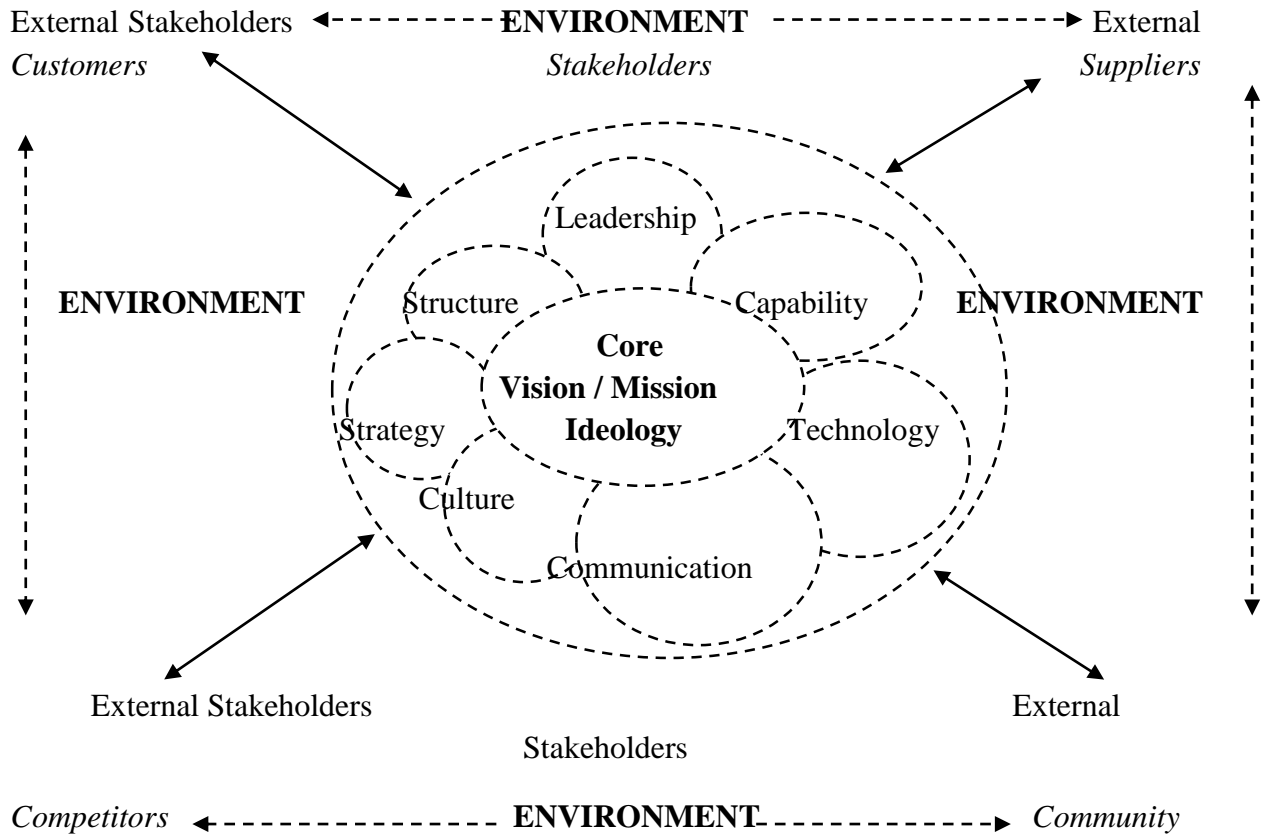 External Stakeholders ENVIRONMENT External
Customers Stakeholders Suppliers
Leadership
ENVIRONMENT Structure Capability ENVIRONMENT
Core
Vision / Mission
Ideology
Strategy Technology
Culture
Communication
External Stakeholders External
Stakeholders
Competitors ENVIRONMENT Community